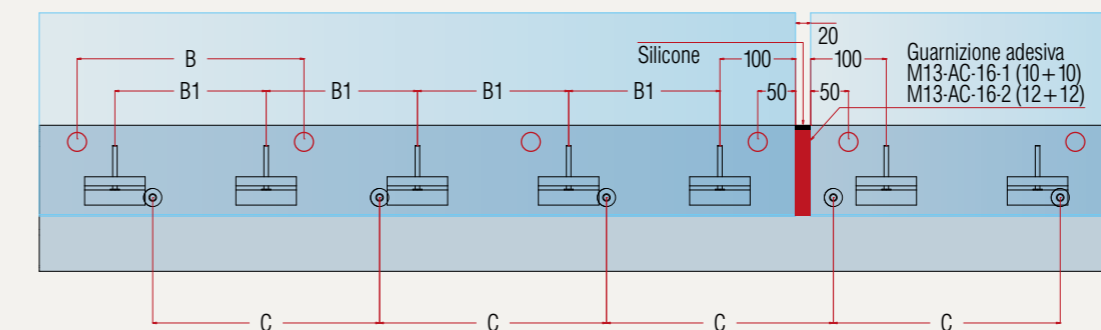 20
B
Silicone
100
100
Guarnizione adesiva
M13-AC-16-1 (10+10)
M13-AC-16-2 (12+12)
B1
B1
B1
B1
50
50
C
C
C
C